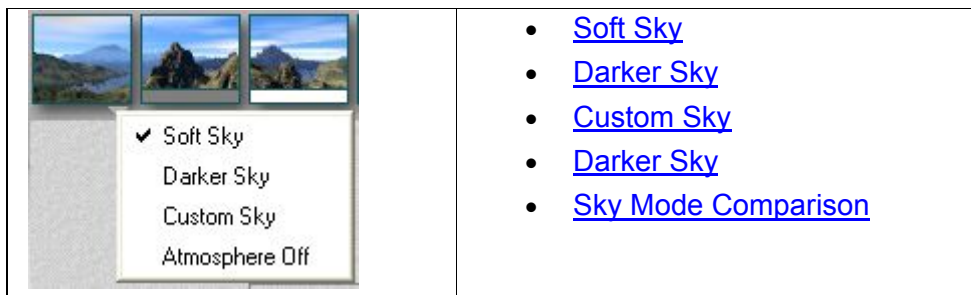 ✔ Soft Sky
Darker Sky
Custom Sky
Atmosphere Off
• Soft Sky
• Darker Sky
• Custom Sky
• Darker Sky
• Sky Mode Comparison